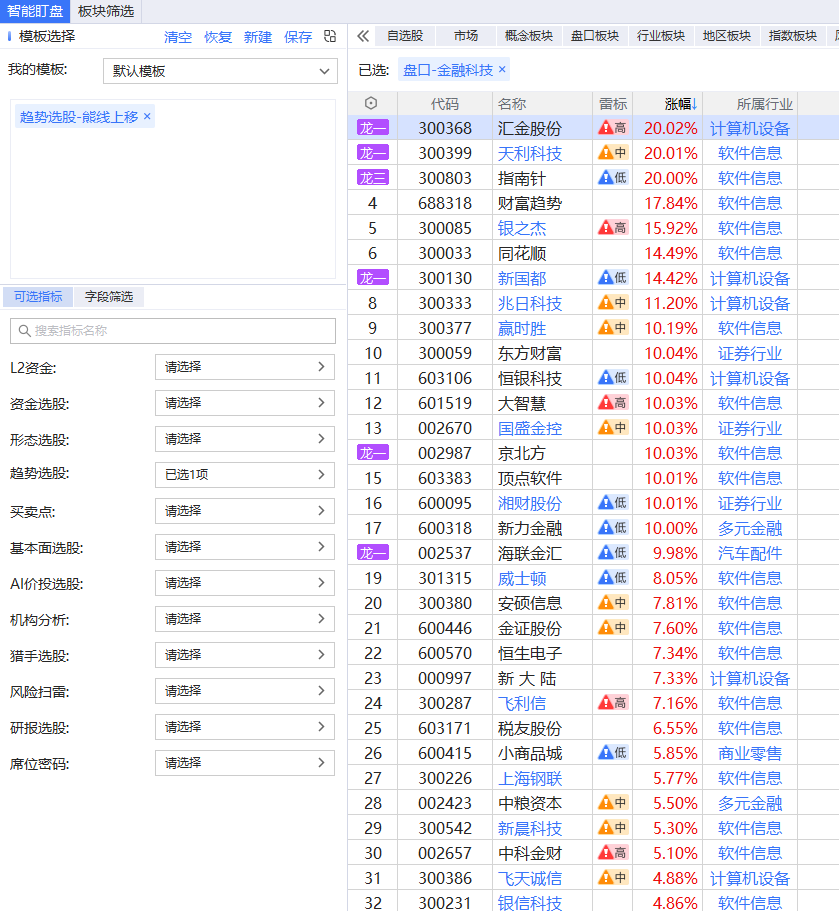 智能盯盘 板块筛选
模板选择 清空 恢复 新建 保存
我的模板: 默认模板
趋势选股-熊线上移 ×
可选指标 字段筛选
搜索指标名称
L2资金: 请选择
资金选股: 请选择
形态选股: 请选择
趋势选股: 已选1项
买卖点: 请选择
基本面选股: 请选择
AI价投选股: 请选择
机构分析: 请选择
猎手选股: 请选择
风险扫雷: 请选择
研报选股: 请选择
席位密码: 请选择
自选股 市场 概念板块 盘口板块 行业板块 地区板块 指数板块
已选: 盘口-金融科技 ×
代码 名称 雷标 涨幅↓ 所属行业
龙一 300368 汇金股份 高 20.02% 计算机设备
龙一 300399 天利科技 中 20.01% 软件信息
龙三 300803 指南针 低 20.00% 软件信息
4 688318 财富趋势 17.84% 软件信息
5 300085 银之杰 高 15.92% 软件信息
6 300033 同花顺 14.49% 软件信息
龙一 300130 新国都 低 14.42% 计算机设备
8 300333 兆日科技 中 11.20% 计算机设备
9 300377 赢时胜 中 10.19% 软件信息
10 300059 东方财富 10.04% 证券行业
11 603106 恒银科技 低 10.04% 计算机设备
12 601519 大智慧 高 10.03% 软件信息
13 002670 国盛金控 中 10.03% 证券行业
龙一 002987 京北方 10.03% 软件信息
15 603383 顶点软件 10.01% 软件信息
16 600095 湘财股份 低 10.01% 证券行业
17 600318 新力金融 低 10.00% 多元金融
龙一 002537 海联金汇 低 9.98% 汽车配件
19 301315 威士顿 低 8.05% 软件信息
20 300380 安硕信息 中 7.81% 软件信息
21 600446 金证股份 中 7.60% 软件信息
22 600570 恒生电子 7.34% 软件信息
23 000997 新 大 陆 7.33% 计算机设备
24 300287 飞利信 高 7.16% 软件信息
25 603171 税友股份 6.55% 软件信息
26 600415 小商品城 低 5.85% 商业零售
27 300226 上海钢联 5.77% 软件信息
28 002423 中粮资本 中 5.50% 多元金融
29 300542 新晨科技 中 5.30% 软件信息
30 002657 中科金财 高 5.10% 软件信息
31 300386 飞天诚信 中 4.88% 计算机设备
32 300231 银信科技 4.86% 软件信息